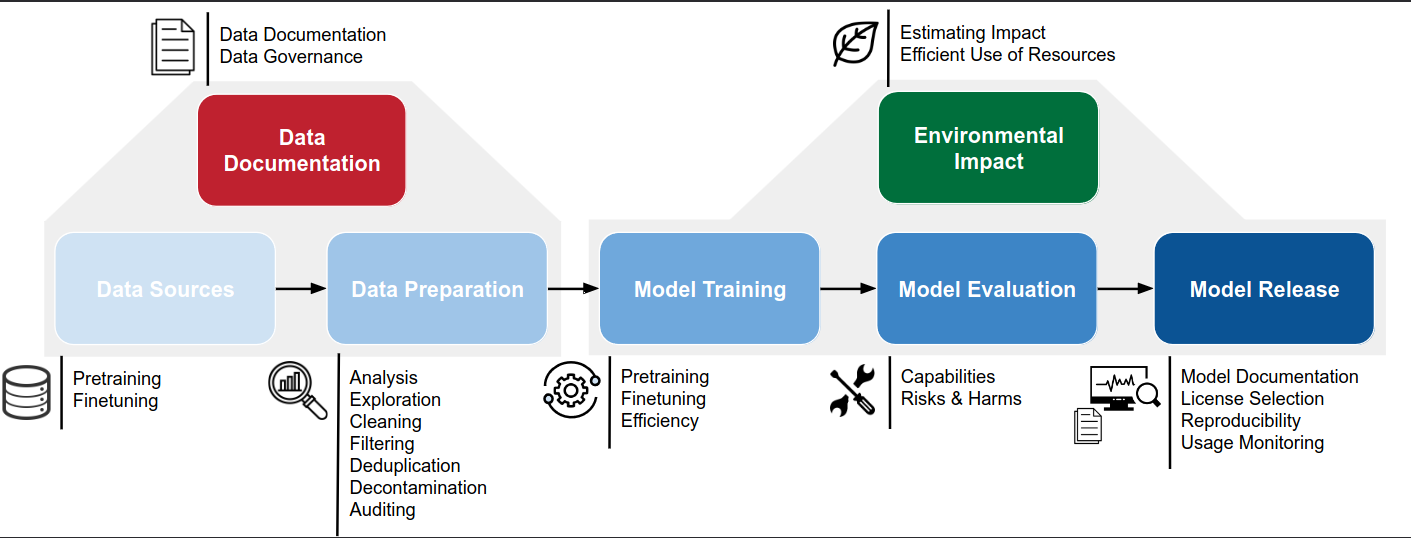 Data Documentation
Data Governance
Estimating Impact
Efficient Use of Resources
Data
Documentation
Environmental
Impact
Data Sources
Data Preparation
Model Training
Model Evaluation
Model Release
Pretraining
Finetuning
Analysis
Exploration
Cleaning
Filtering
Deduplication
Decontamination
Auditing
Pretraining
Finetuning
Efficiency
Capabilities
Risks & Harms
Model Documentation
License Selection
Reproducibility
Usage Monitoring